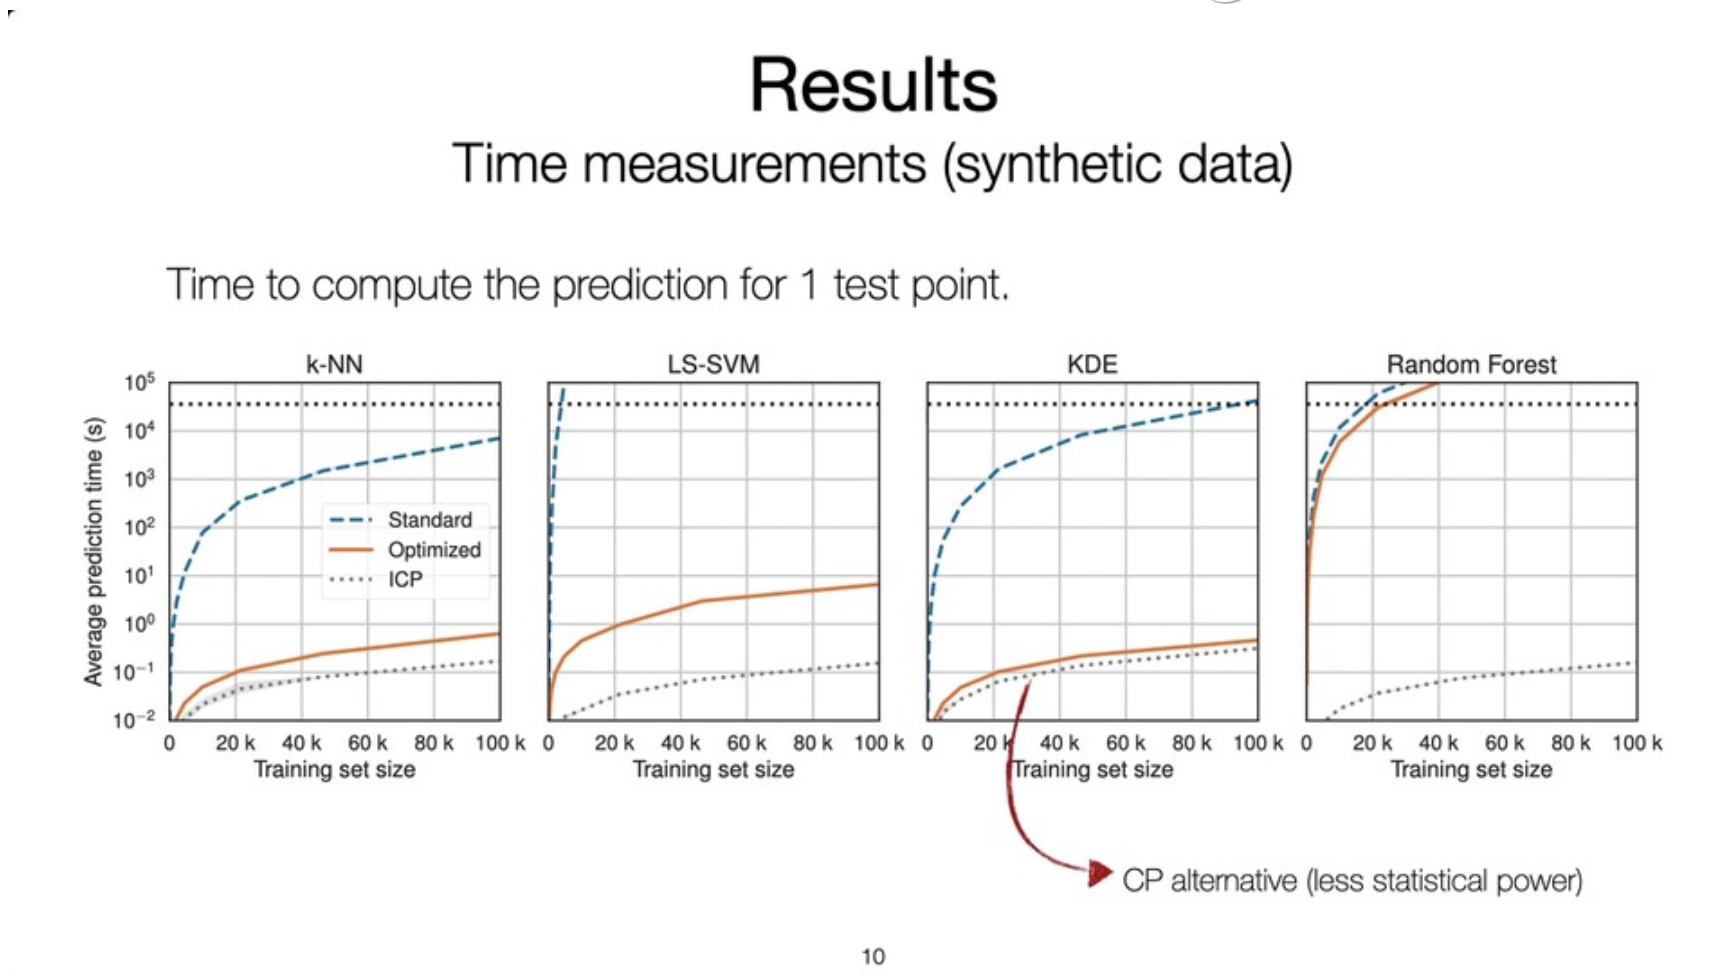 Results
Time measurements (synthetic data)
Time to compute the prediction for 1 test point.
k-NN
LS-SVM
KDE
Random Forest
Average prediction time (s)
10⁵
10⁴
10³
10²
10¹
10⁰
10⁻¹
10⁻²
Standard
Optimized
ICP
0 20 k 40 k 60 k 80 k 100 k
0 20 k 40 k 60 k 80 k 100 k
0 20 k 40 k 60 k 80 k 100 k
0 20 k 40 k 60 k 80 k 100 k
Training set size
Training set size
Training set size
Training set size
CP alternative (less statistical power)
10